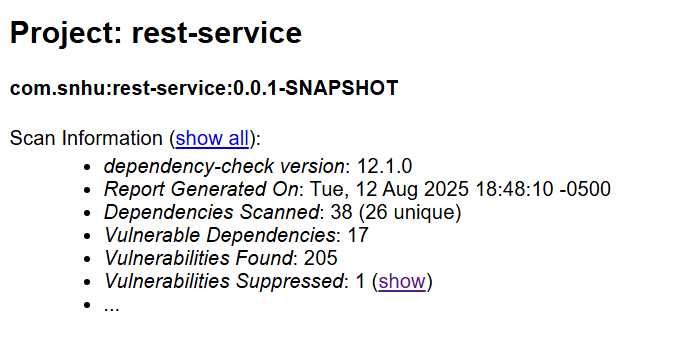 Project: rest-service
com.snhu:rest-service:0.0.1-SNAPSHOT
Scan Information (show all):
• dependency-check version: 12.1.0
• Report Generated On: Tue, 12 Aug 2025 18:48:10 -0500
• Dependencies Scanned: 38 (26 unique)
• Vulnerable Dependencies: 17
• Vulnerabilities Found: 205
• Vulnerabilities Suppressed: 1 (show)
• ...